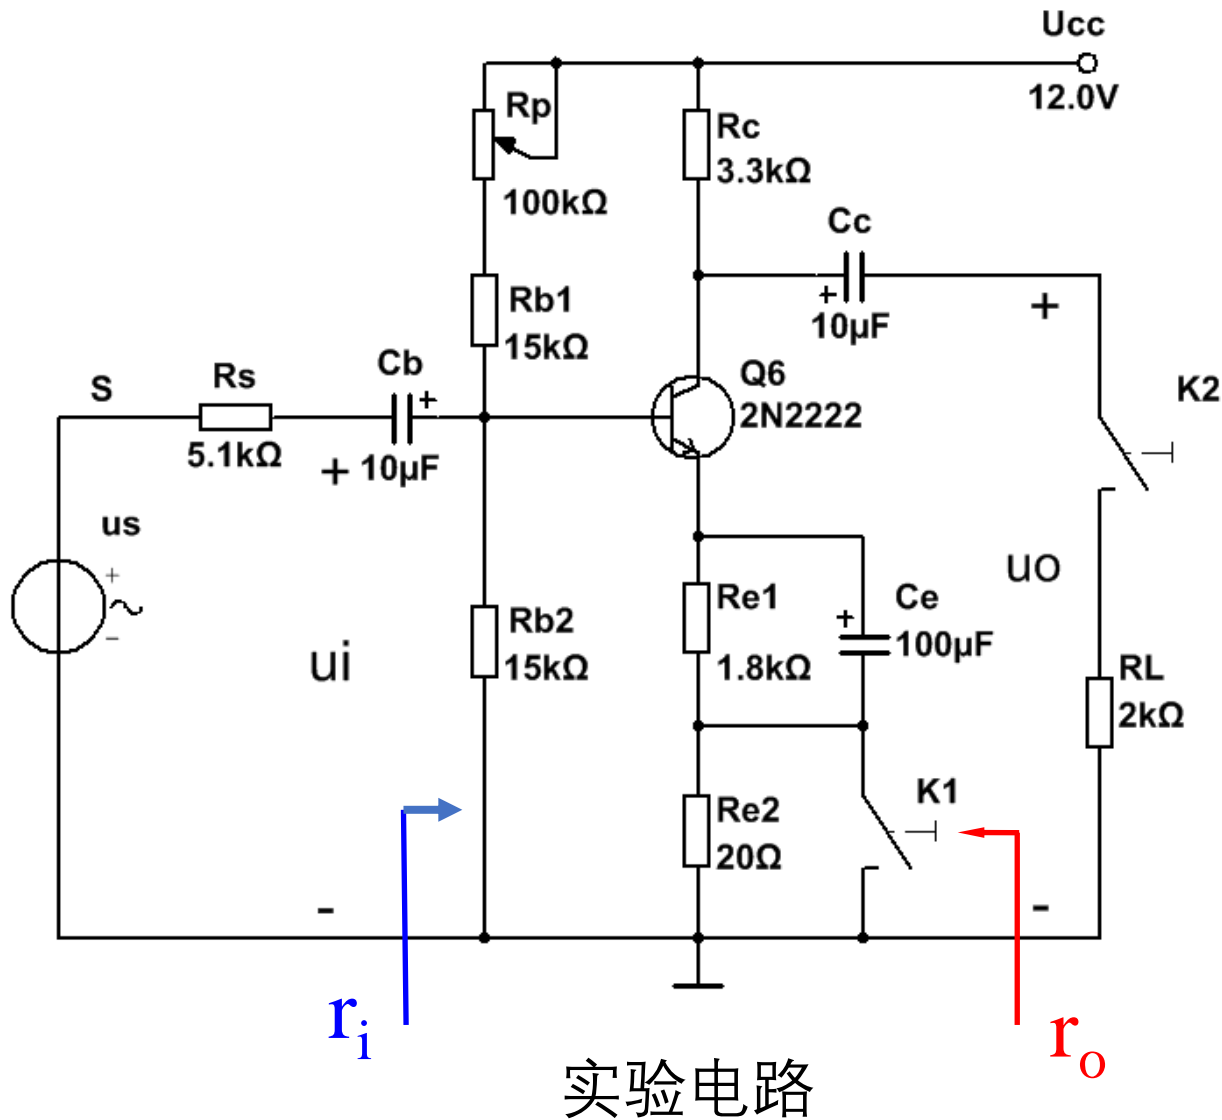 Ucc
12.0V
Rp
100kΩ
Rc
3.3kΩ
Cc
+
10µF
+
Rb1
15kΩ
S
Rs
5.1kΩ
Cb
+
+ 10µF
Q6
2N2222
K2
us
+
~
−
ui
Rb2
15kΩ
Re1
1.8kΩ
+
Ce
100µF
uo
RL
2kΩ
Re2
20Ω
K1
-
-
ri
ro
实验电路